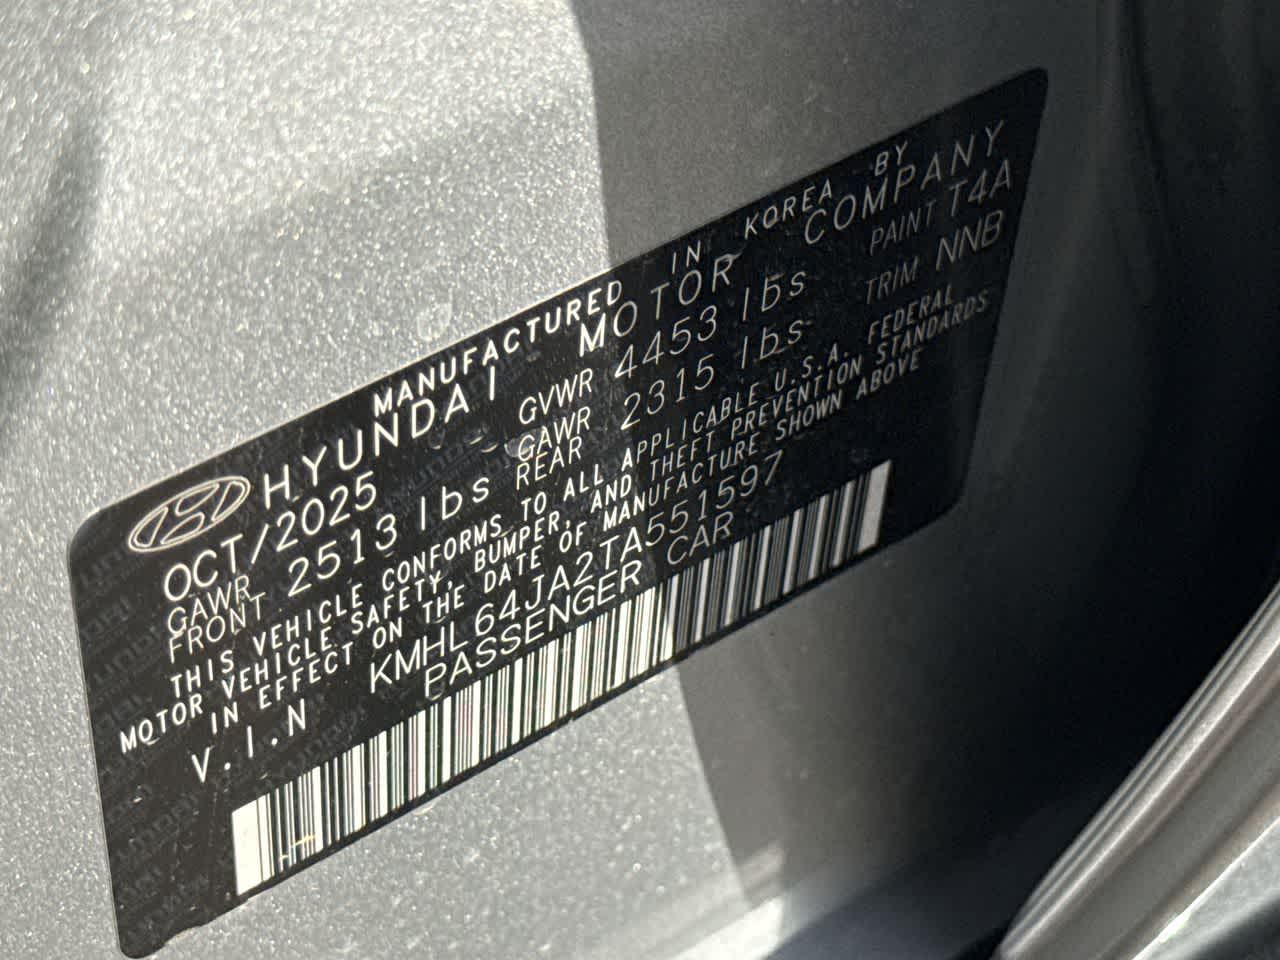 MANUFACTURED IN KOREA BY
HYUNDAI MOTOR COMPANY
OCT/2025 GVWR 4453 lbs PAINT T4A
GAWR FRONT 2513 lbs GAWR REAR 2315 lbs TRIM NNB
THIS VEHICLE CONFORMS TO ALL APPLICABLE U.S.A. FEDERAL
MOTOR VEHICLE SAFETY, BUMPER, AND THEFT PREVENTION STANDARDS
IN EFFECT ON THE DATE OF MANUFACTURE SHOWN ABOVE
V.I.N KMHL64JA2TA551597
PASSENGER CAR